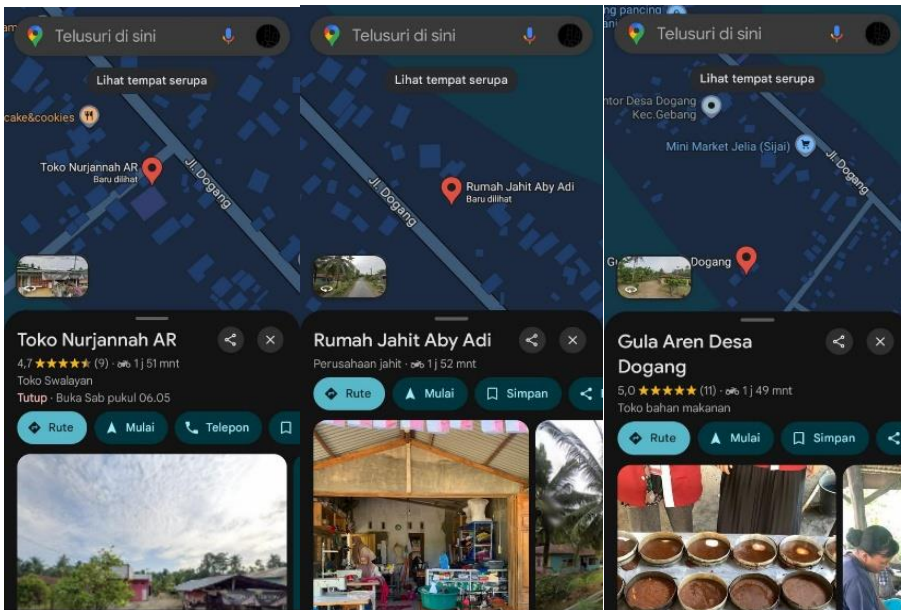 Telusuri di sini
Lihat tempat serupa
cake&cookies
Toko Nurjannah AR
Baru dilihat
Jl. Dogang
Toko Nurjannah AR
4,7 (9) · 1 j 51 mnt
Toko Swalayan
Tutup · Buka Sab pukul 06.05
Rute
Mulai
Telepon
Telusuri di sini
Lihat tempat serupa
Jl. Dogang
Rumah Jahit Aby Adi
Baru dilihat
Rumah Jahit Aby Adi
Perusahaan jahit · 1 j 52 mnt
Rute
Mulai
Simpan
ng pancing
Telusuri di sini
Lihat tempat serupa
ntor Desa Dogang
Kec.Gebang
Mini Market Jelia (Sijai)
Jl. Dogang
Dogang
Gula Aren Desa
Dogang
5,0 (11) · 1 j 49 mnt
Toko bahan makanan
Rute
Mulai
Simpan